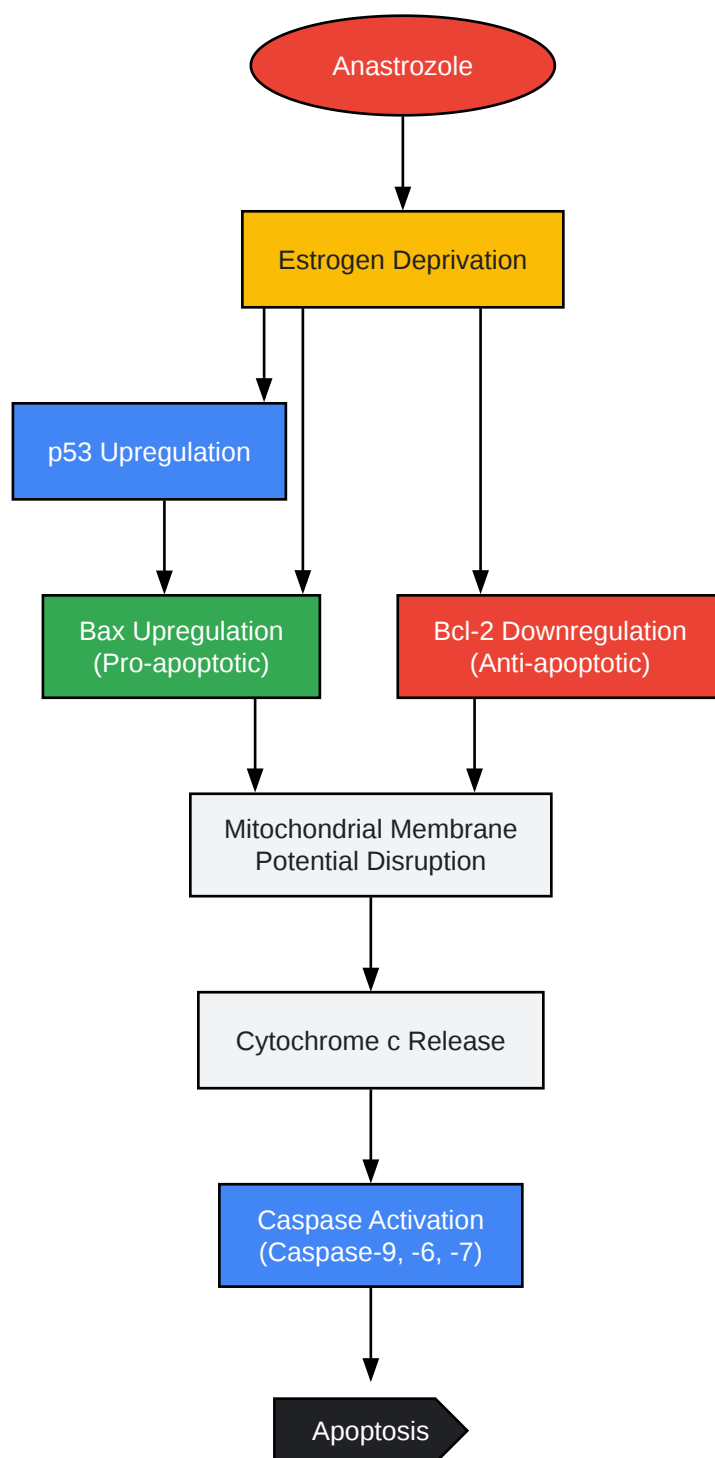 Anastrozole
Estrogen Deprivation
p53 Upregulation
Bax Upregulation
(Pro-apoptotic)
Bcl-2 Downregulation
(Anti-apoptotic)
Mitochondrial Membrane
Potential Disruption
Cytochrome c Release
Caspase Activation
(Caspase-9, -6, -7)
Apoptosis